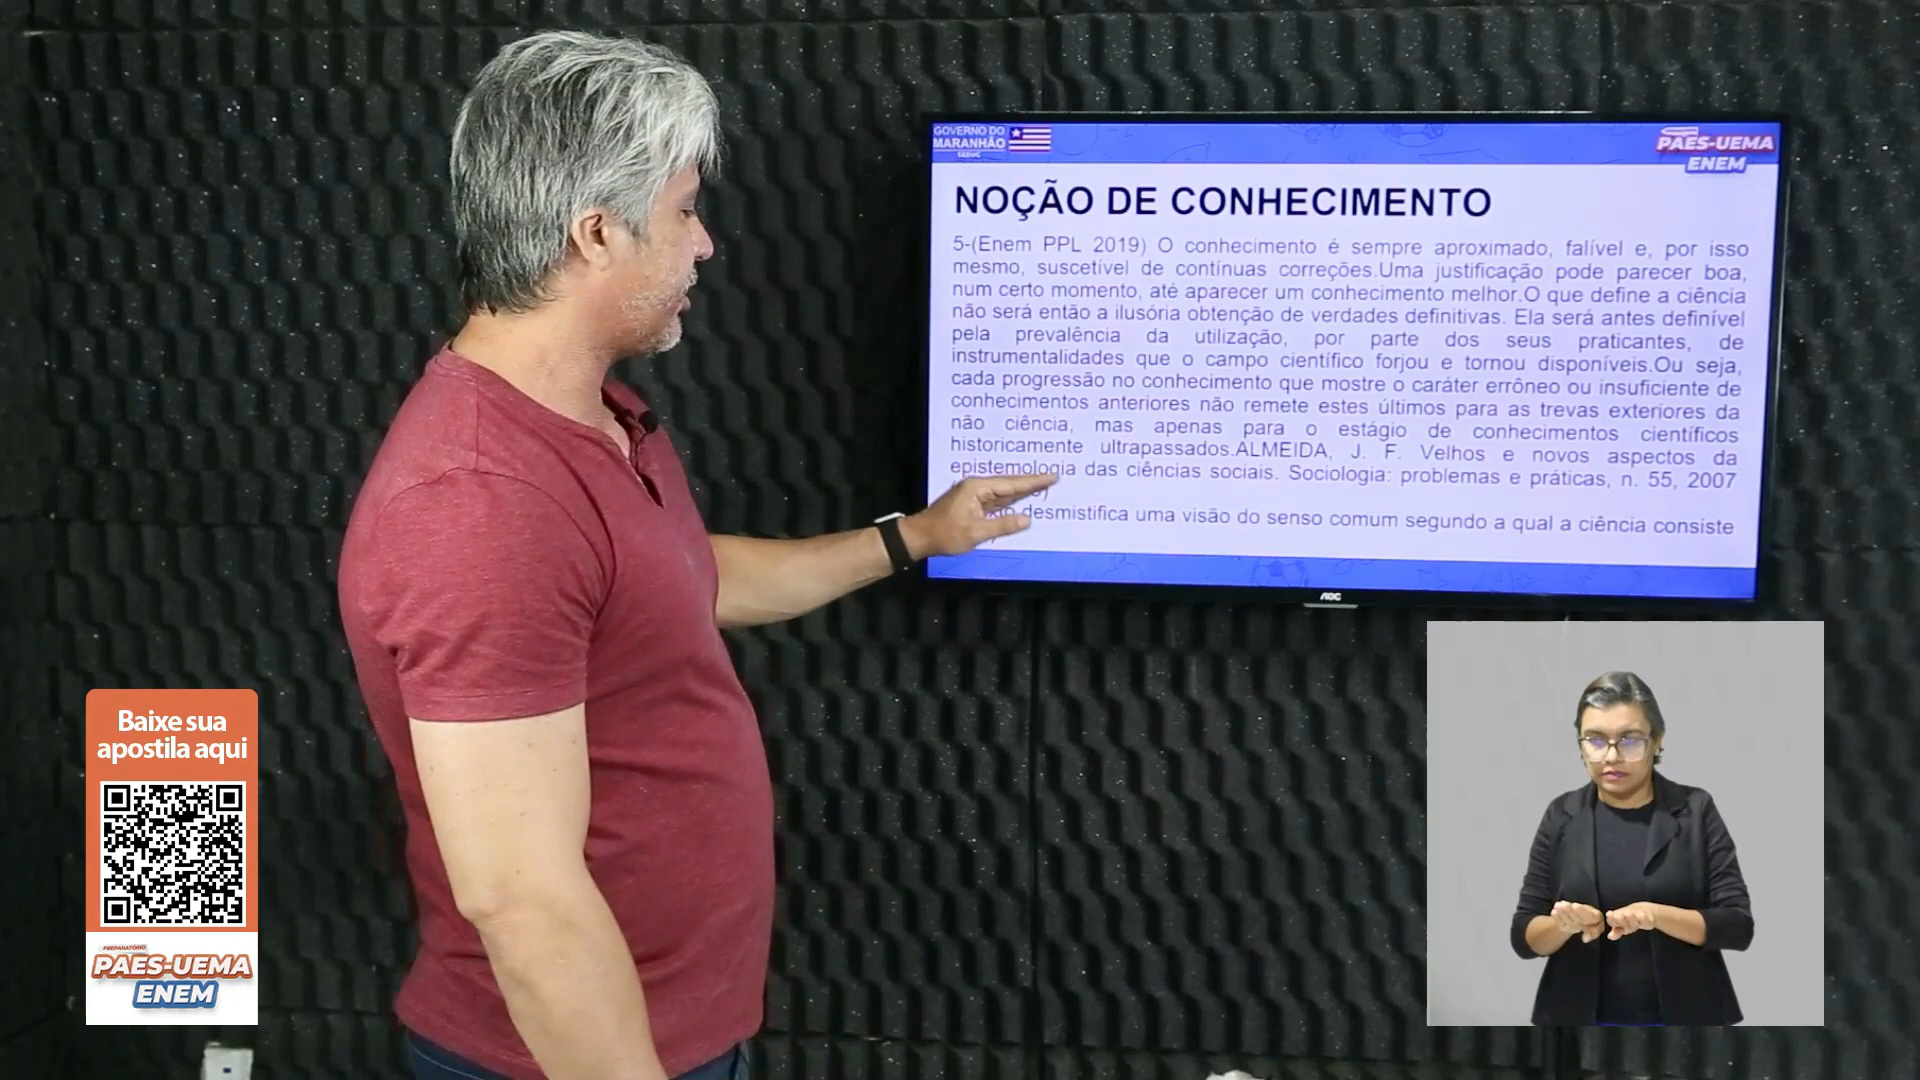 GOVERNO DO
MARANHÃO
SEDUC
PAES-UEMA
ENEM
NOÇÃO DE CONHECIMENTO
5-(Enem PPL 2019) O conhecimento é sempre aproximado, falível e, por isso
mesmo, suscetível de contínuas correções.Uma justificação pode parecer boa,
num certo momento, até aparecer um conhecimento melhor.O que define a ciência
não será então a ilusória obtenção de verdades definitivas. Ela será antes definível
pela prevalência da utilização, por parte dos seus praticantes, de
instrumentalidades que o campo científico forjou e tornou disponíveis.Ou seja,
cada progressão no conhecimento que mostre o caráter errôneo ou insuficiente de
conhecimentos anteriores não remete estes últimos para as trevas exteriores da
não ciência, mas apenas para o estágio de conhecimentos científicos
historicamente ultrapassados.ALMEIDA, J. F. Velhos e novos aspectos da
epistemologia das ciências sociais. Sociologia: problemas e práticas, n. 55, 2007
desmistifica uma visão do senso comum segundo a qual a ciência consiste
AOC
Baixe sua
apostila aqui
PREPARATÓRIO
PAES-UEMA
ENEM